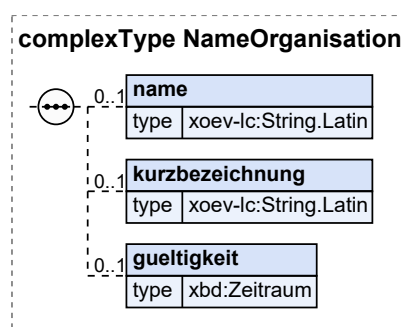 complexType NameOrganisation
0..1 name
type xoev-lc:String.Latin
0..1 kurzbezeichnung
type xoev-lc:String.Latin
0..1 gueltigkeit
type xbd:Zeitraum